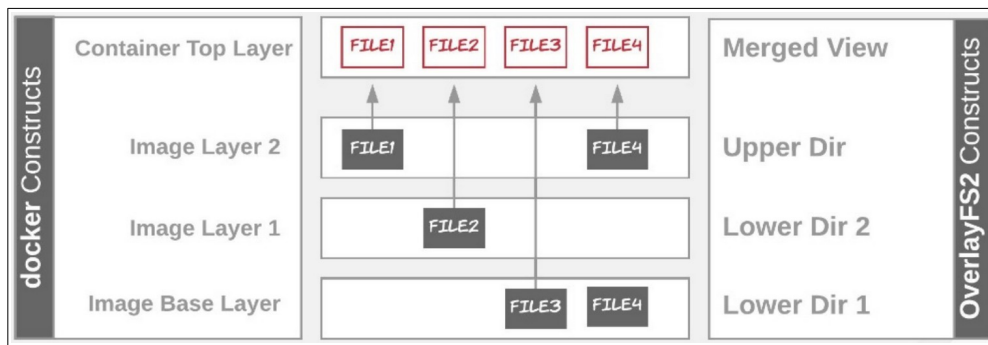 docker Constructs
Container Top Layer
FILE1 FILE2 FILE3 FILE4
Merged View
Image Layer 2
FILE1 FILE4
Upper Dir
Image Layer 1
FILE2
Lower Dir 2
Image Base Layer
FILE3 FILE4
Lower Dir 1
OverlayFS2 Constructs